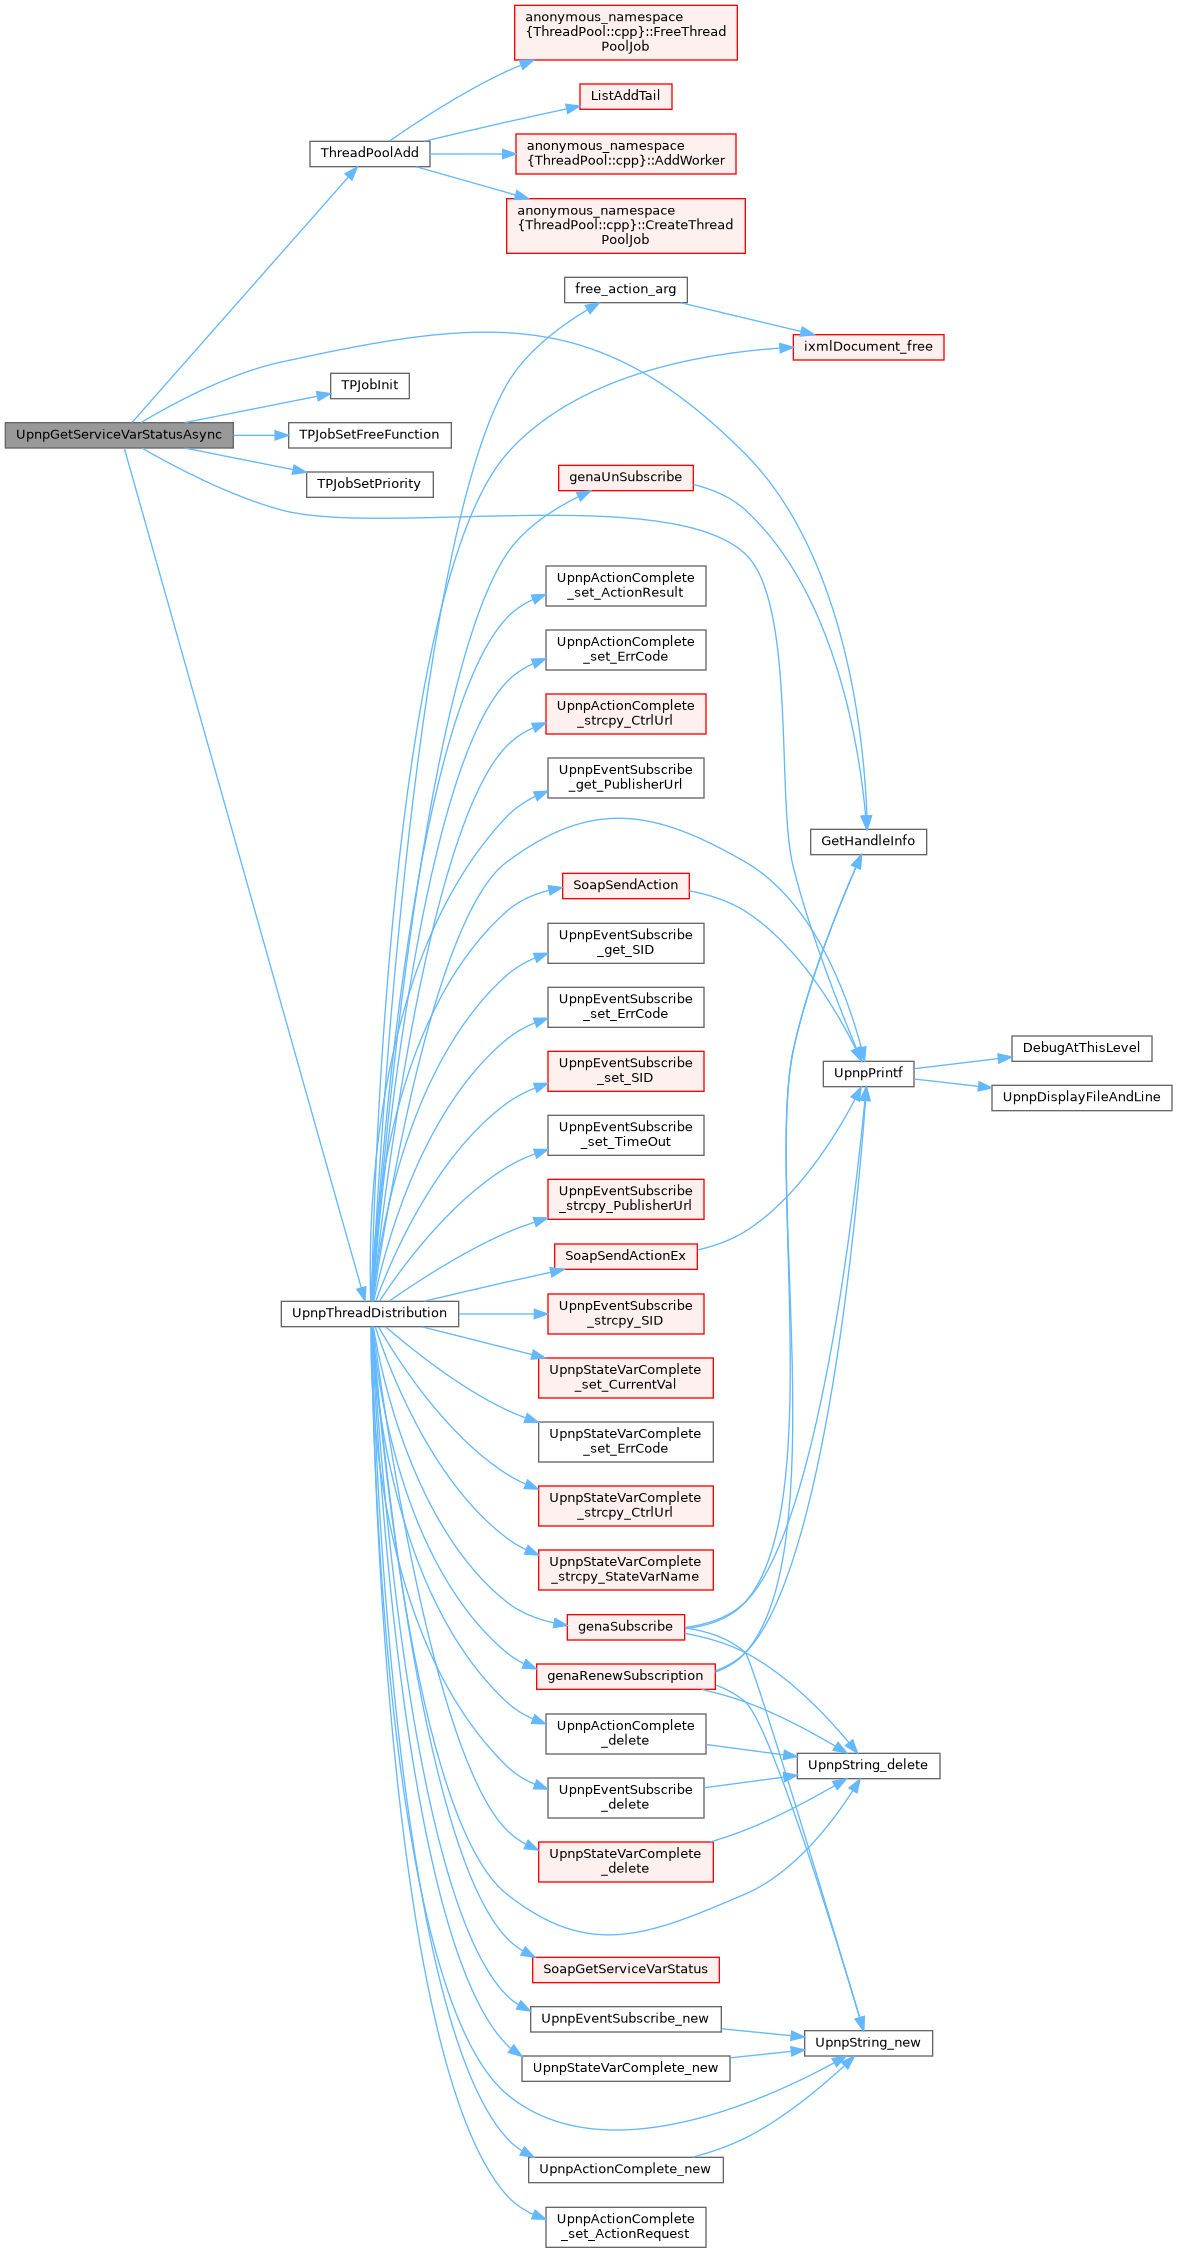 anonymous_namespace
{ThreadPool::cpp}::FreeThread
PoolJob
ListAddTail
ThreadPoolAdd
anonymous_namespace
{ThreadPool::cpp}::AddWorker
anonymous_namespace
{ThreadPool::cpp}::CreateThread
PoolJob
free_action_arg
ixmlDocument_free
TPJobInit
UpnpGetServiceVarStatusAsync
TPJobSetFreeFunction
TPJobSetPriority
genaUnSubscribe
UpnpActionComplete
_set_ActionResult
UpnpActionComplete
_set_ErrCode
UpnpActionComplete
_strcpy_CtrlUrl
UpnpEventSubscribe
_get_PublisherUrl
GetHandleInfo
SoapSendAction
UpnpEventSubscribe
_get_SID
UpnpEventSubscribe
_set_ErrCode
UpnpEventSubscribe
_set_SID
UpnpPrintf
DebugAtThisLevel
UpnpDisplayFileAndLine
UpnpEventSubscribe
_set_TimeOut
UpnpEventSubscribe
_strcpy_PublisherUrl
SoapSendActionEx
UpnpThreadDistribution
UpnpEventSubscribe
_strcpy_SID
UpnpStateVarComplete
_set_CurrentVal
UpnpStateVarComplete
_set_ErrCode
UpnpStateVarComplete
_strcpy_CtrlUrl
UpnpStateVarComplete
_strcpy_StateVarName
genaSubscribe
genaRenewSubscription
UpnpActionComplete
_delete
UpnpString_delete
UpnpEventSubscribe
_delete
UpnpStateVarComplete
_delete
SoapGetServiceVarStatus
UpnpEventSubscribe_new
UpnpString_new
UpnpStateVarComplete_new
UpnpActionComplete_new
UpnpActionComplete
_set_ActionRequest